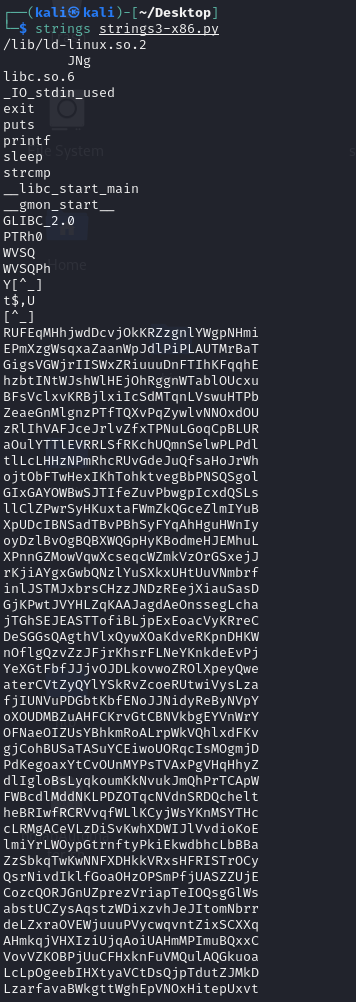 ┌──(kali㉿kali)-[~/Desktop]
└─$ strings strings3-x86.py
/lib/ld-linux.so.2
JNg
libc.so.6
_IO_stdin_used
exit
puts
printf
sleep
strcmp
__libc_start_main
__gmon_start__
GLIBC_2.0
PTRh0
WVSQ
WVSQPh
Y[^_]
t$,U
[^_]
RUFEqMHhjwdDcvjOkKRZzgnlYWgpNHmi
EPmXzgWsqxaZaanWpJdlPiPLAUTMrBaT
GigsVGWjrIISWxZRiuuuDnFTIhKFqqhE
hzbtINtWJshWlHEjOhRggnWTablOUcxu
BFsVclxvKRBjlxiIcSdMTqnLVswuHTPb
ZeaeGnMlgnzPTfTQXvPqZywlvNNOxdOU
zRlIhVAFJceJrlvZfxTPNuLGoqCpBLUR
aOulYTTlEVRRLSfRKchUQmnSelwPLPdl
tlLcLHHzNPmRhcRUvGdeJuQfsaHoJrWh
ojtObFTwHexIKhTohktvegBbPNSQSgol
GIxGAYOWBwSJTIfeZuvPbwgpIcxdQSLs
llClZPwrSyHKuxtaFWmZkQGceZlmIYuB
XpUDcIBNSadTBvPBhSyFYqAhHguHWnIy
oyDzlBvOgBQBXWQGpHyKBodmeHJEMhuL
XPnnGZMowVqwXcseqcWZmkVzOrGSxejJ
rKjiAYgxGwbQNzlYuSXkxUHtUuVNmbrf
inlJSTMJxbrsCHzzJNDzREejXiauSasD
GjKPwtJVYHLZqKAAJagdAeOnssegLcha
jTGhSEJEASTTofiBLjpExEoacVyKRreC
DeSGGsQAgthVlxQywXOaKdveRKpnDHKW
nOflgQzvZzJFjrKhsrFLNeYKnkdeEvPj
YeXGtFbfJJjvOJDLkovwoZROlXpeyQwe
aterCVtZyQYlYSkRvZcoeRUtwiVysLza
fjIUNVuPDGbtKbfENoJJNidyReByNVpY
oXOUDMBZuAHFCKrvGtCBNVkbgEYVnWrY
OFNaeOIZUsYBhkmRoALrpWkVQhlxdFKv
gjCohBUSaTASuYCEiwoUORqcIsMOgmjD
PdKegoaxYtCvOUnMYPsTVAxPgVHqHhyZ
dlIgloBsLyqkoumKkNvukJmQhPrTCApW
FWBcdlMddNKLPDZOTqcNVdnSRDQchelt
heBRIwfRCRVvqfWLlKCyjWsYKnMSYTHc
cLRMgACeVLzDiSvKwhXDWIJlVvdioKoE
lmiYrLWOypGtrnftyPkiEkwdbhcLbBBa
ZzSbkqTwKwNNFXDHkkVRxsHFRISTrOCy
QsrNivdIklfGoaOHzOPSmPfjUASZZUjE
CozcQORJGnUZprezVriapTeIOQsgGlWs
abstUCZysAqstzWDixzvhJeJItomNbrr
deLZxraOVEWjuuuPVycwqvntZixSCXXq
AHmkqjVHXIziUjqAoiUAHmMPImuBQxxC
VovVZKOBPjUuCFHxknFuVMQulAQGkuoa
LcLpOgeebIHXtyaVCtDsQjpTdutZJMkD
LzarfavaBWkgttWghEpVNOxHitepUxvt